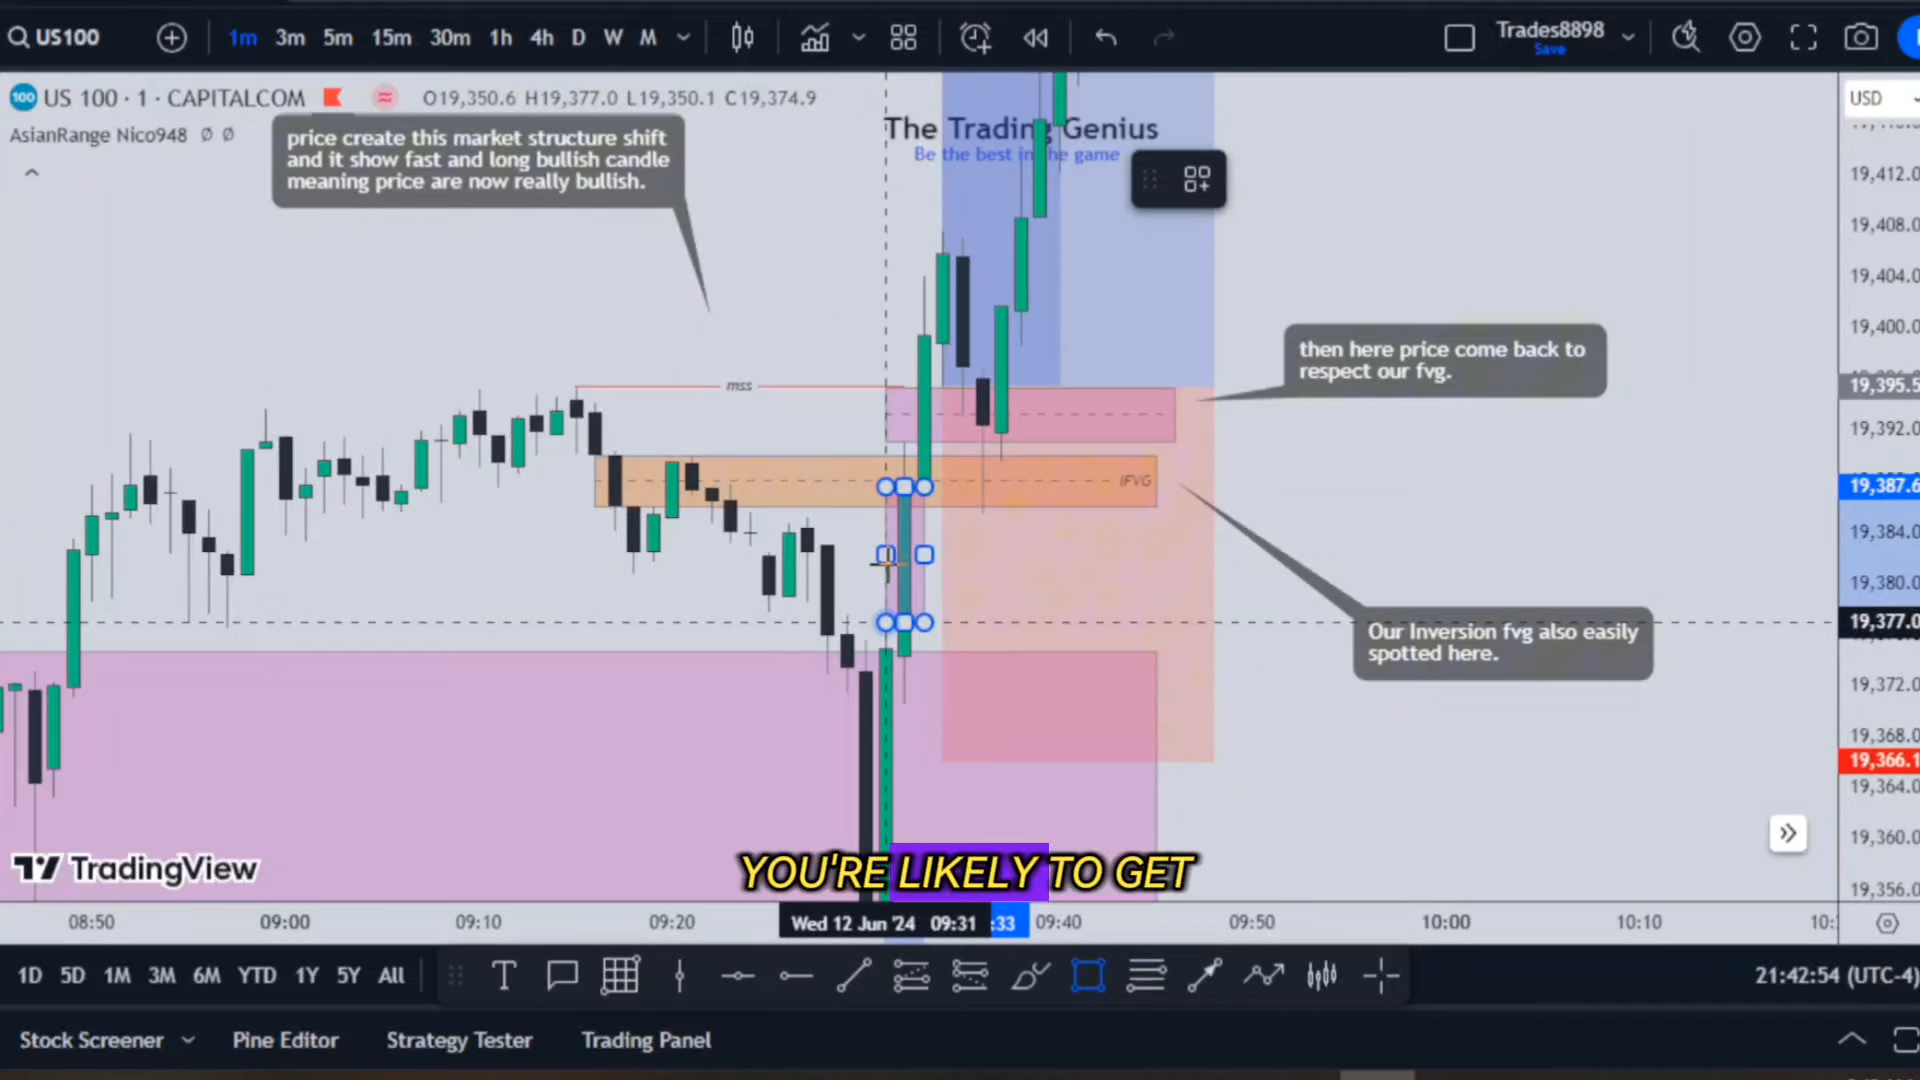 US100 1m 3m 5m 15m 30m 1h 4h D W M Trades8898
Save
100 US 100 · 1 · CAPITALCOM O19,350.6 H19,377.0 L19,350.1 C19,374.9 USD
AsianRange Nico948
price create this market structure shift
and it show fast and long bullish candle
meaning price are now really bullish.
The Trading Genius
Be the best in the game
19,412.0
19,408.0
19,404.0
19,400.0
then here price come back to
respect our fvg.
mss
19,395.5
19,392.0
IFVG
19,387.6
19,384.0
19,380.0
19,377.0
Our Inversion fvg also easily
spotted here.
19,372.0
19,368.0
19,366.1
19,364.0
19,360.0
19,356.0
TradingView
YOU'RE LIKELY TO GET
08:50 09:00 09:10 09:20 Wed 12 Jun '24 09:31 :33 09:40 09:50 10:00 10:10 10:
1D 5D 1M 3M 6M YTD 1Y 5Y All 21:42:54 (UTC-4)
Stock Screener Pine Editor Strategy Tester Trading Panel